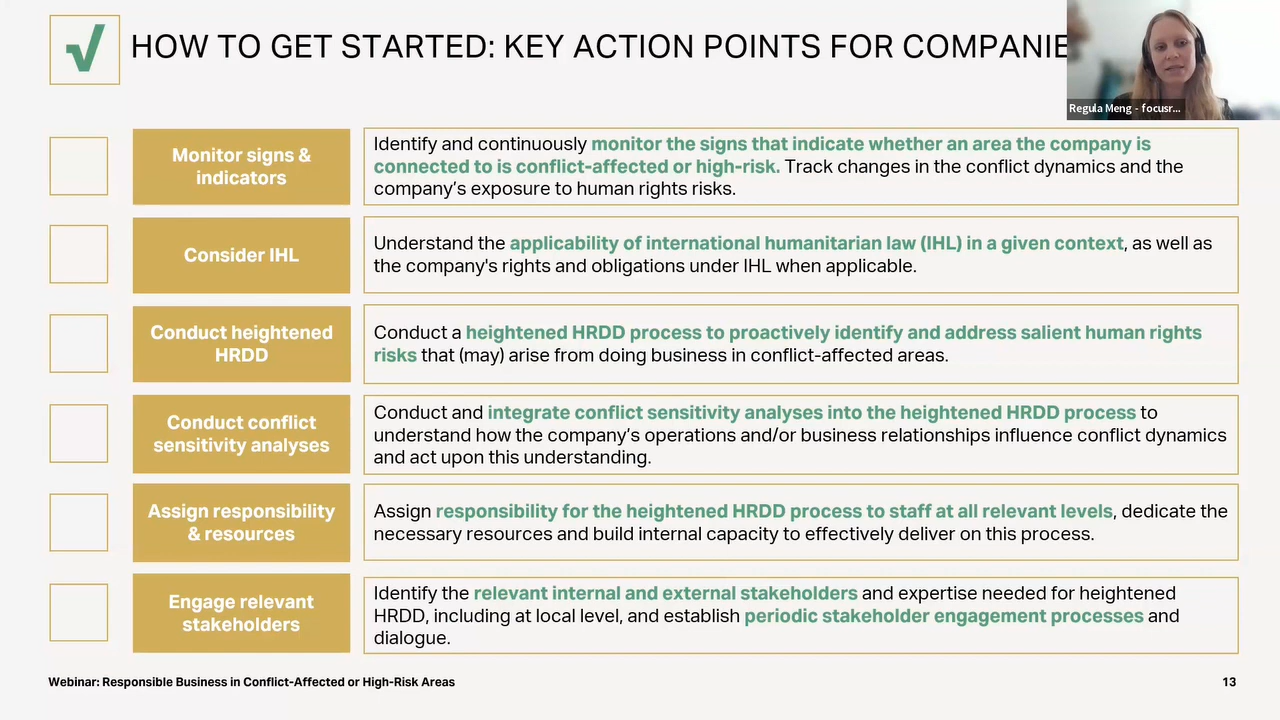 HOW TO GET STARTED: KEY ACTION POINTS FOR COMPANIE
Regula Meng - focusr...
Monitor signs &
indicators
Identify and continuously monitor the signs that indicate whether an area the company is
connected to is conflict-affected or high-risk. Track changes in the conflict dynamics and the
company’s exposure to human rights risks.
Consider IHL
Understand the applicability of international humanitarian law (IHL) in a given context, as well as
the company's rights and obligations under IHL when applicable.
Conduct heightened
HRDD
Conduct a heightened HRDD process to proactively identify and address salient human rights
risks that (may) arise from doing business in conflict-affected areas.
Conduct conflict
sensitivity analyses
Conduct and integrate conflict sensitivity analyses into the heightened HRDD process to
understand how the company’s operations and/or business relationships influence conflict dynamics
and act upon this understanding.
Assign responsibility
& resources
Assign responsibility for the heightened HRDD process to staff at all relevant levels, dedicate the
necessary resources and build internal capacity to effectively deliver on this process.
Engage relevant
stakeholders
Identify the relevant internal and external stakeholders and expertise needed for heightened
HRDD, including at local level, and establish periodic stakeholder engagement processes and
dialogue.
Webinar: Responsible Business in Conflict-Affected or High-Risk Areas
13